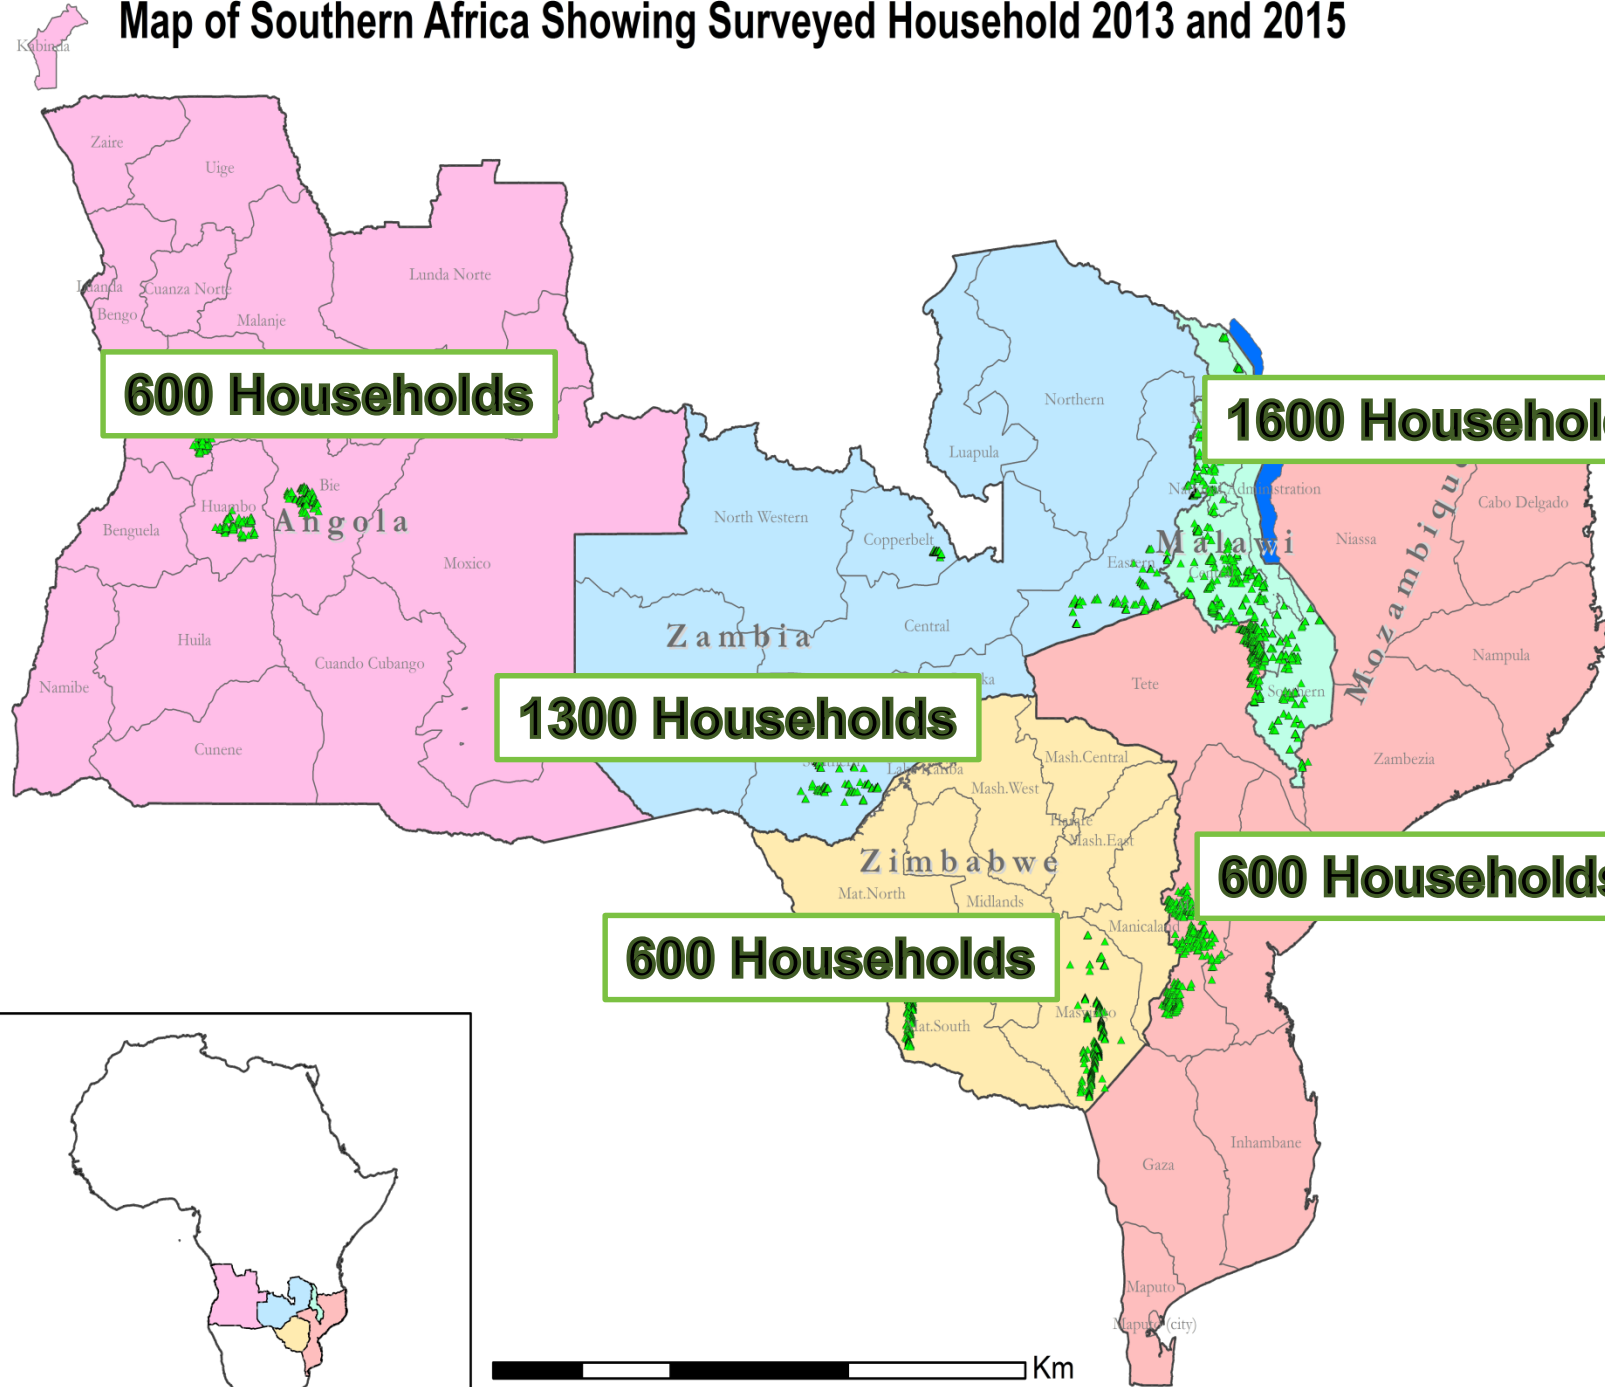 Map of Southern Africa Showing Surveyed Household 2013 and 2015
Kabinda
Zaire
Uige
Lunda Norte
Luanda
Cuanza Norte
Bengo
Malanje
600 Households
1600 Househol
Northern
Luapula
Bie
Huambo
Angola
Benguela
North Western
Copperbelt
Administration
Cabo Delgado
Niassa
Malawi
Mozambique
Moxico
Eastern
Huila
Zambia
Central
Cuando Cubango
Namibe
Tete
Nampula
Southern
1300 Households
Cunene
Mash.Central
Zambezia
Southern
Lake Kariba
Mash.West
Harare
Mash.East
Zimbabwe
Mat.North
Midlands
600 Households
Manicaland
600 Households
Masvingo
Mat.South
Inhambane
Gaza
Maputo
Maputo (city)
Km